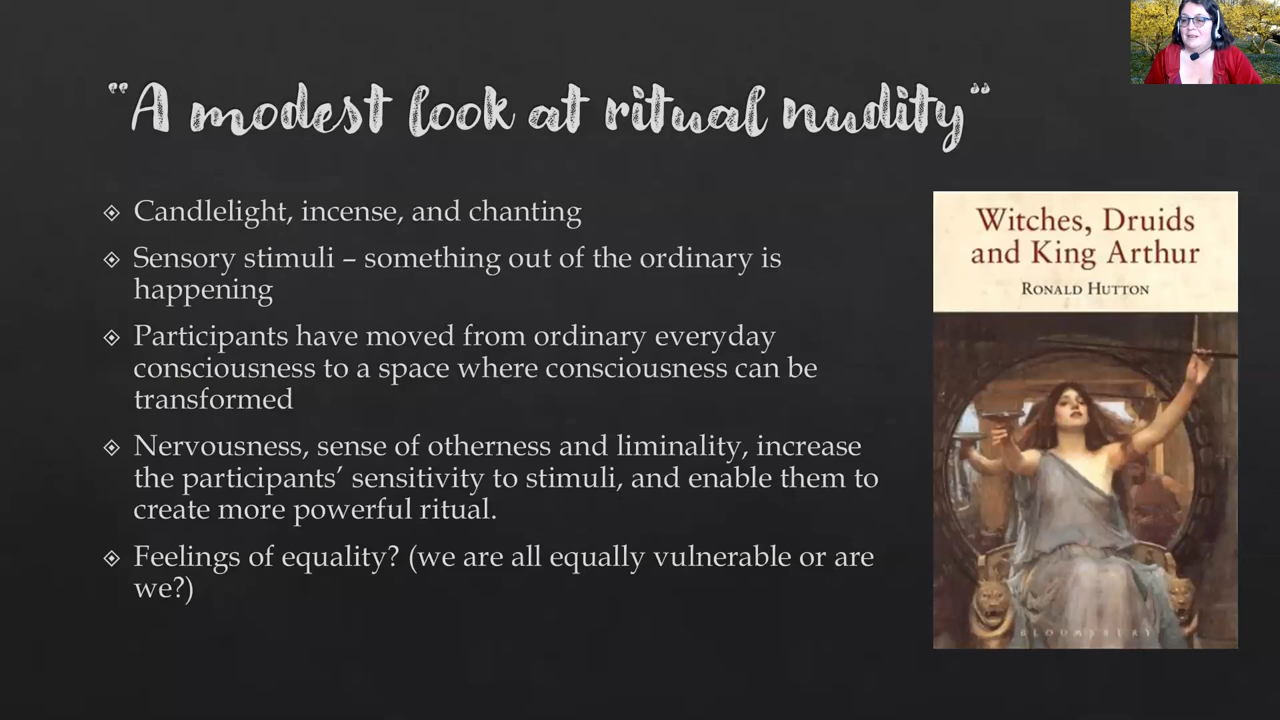 “A modest look at ritual nudity”
Candlelight, incense, and chanting
Sensory stimuli – something out of the ordinary is
happening
Participants have moved from ordinary everyday
consciousness to a space where consciousness can be
transformed
Nervousness, sense of otherness and liminality, increase
the participants’ sensitivity to stimuli, and enable them to
create more powerful ritual.
Feelings of equality? (we are all equally vulnerable or are
we?)
Witches, Druids
and King Arthur
Ronald Hutton
BLOOMSBURY